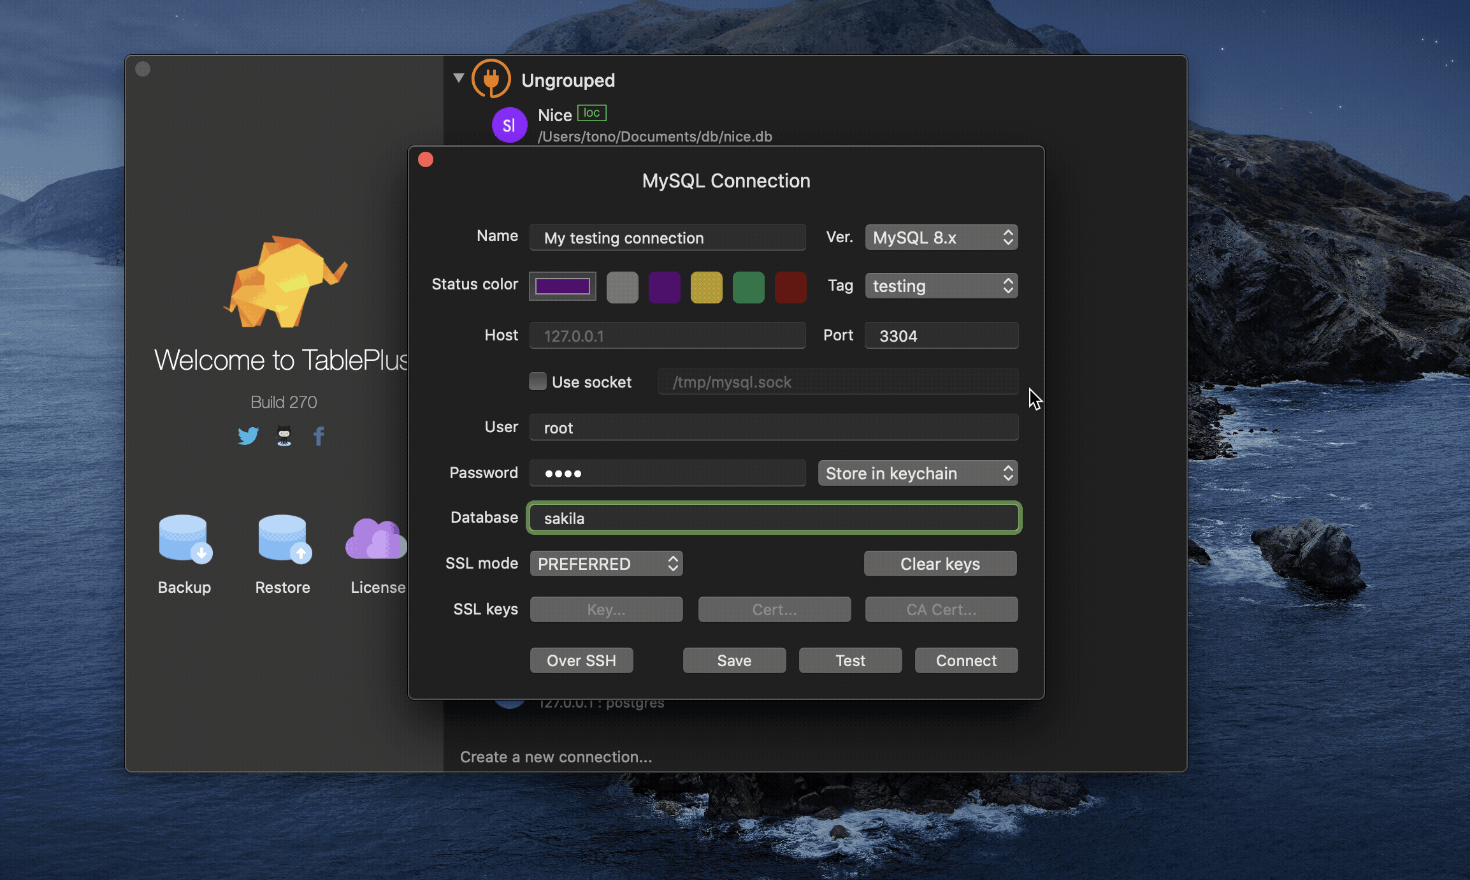 Ungrouped
Sl
Nice loc
/Users/tono/Documents/db/nice.db
Welcome to TablePlus
Build 270
Backup
Restore
License
MySQL Connection
Name My testing connection Ver. MySQL 8.x
Status color Tag testing
Host 127.0.0.1 Port 3304
Use socket /tmp/mysql.sock
User root
Password •••• Store in keychain
Database sakila
SSL mode PREFERRED Clear keys
SSL keys Key... Cert... CA Cert...
Over SSH Save Test Connect
127.0.0.1 : postgres
Create a new connection...